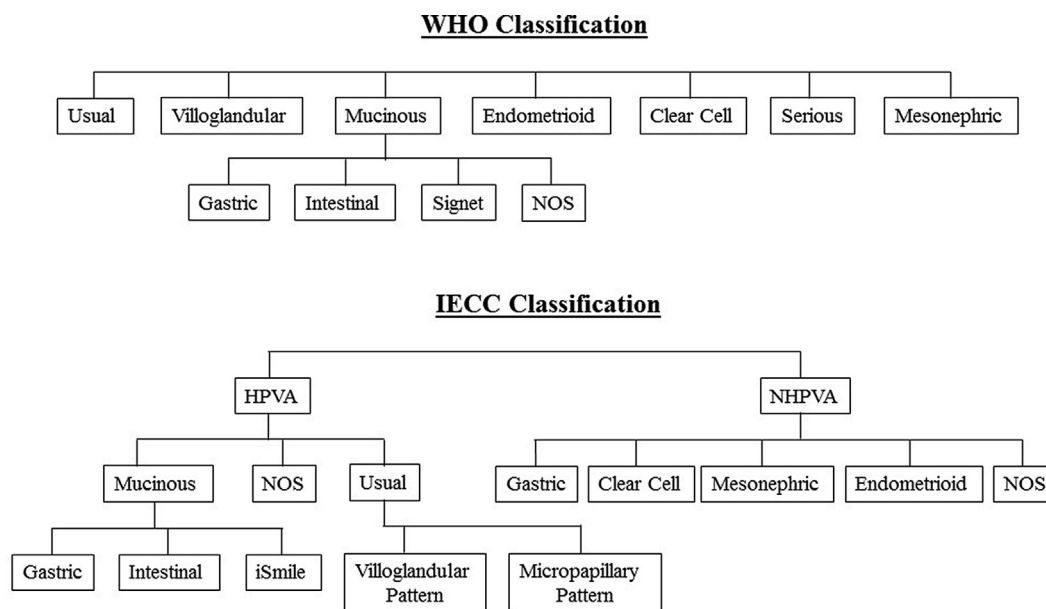 WHO Classification
Usual
Villoglandular
Mucinous
Endometrioid
Clear Cell
Serious
Mesonephric
Gastric
Intestinal
Signet
NOS
IECC Classification
HPVA
NHPVA
Mucinous
NOS
Usual
Gastric
Clear Cell
Mesonephric
Endometrioid
NOS
Gastric
Intestinal
iSmile
Villoglandular
Pattern
Micropapillary
Pattern